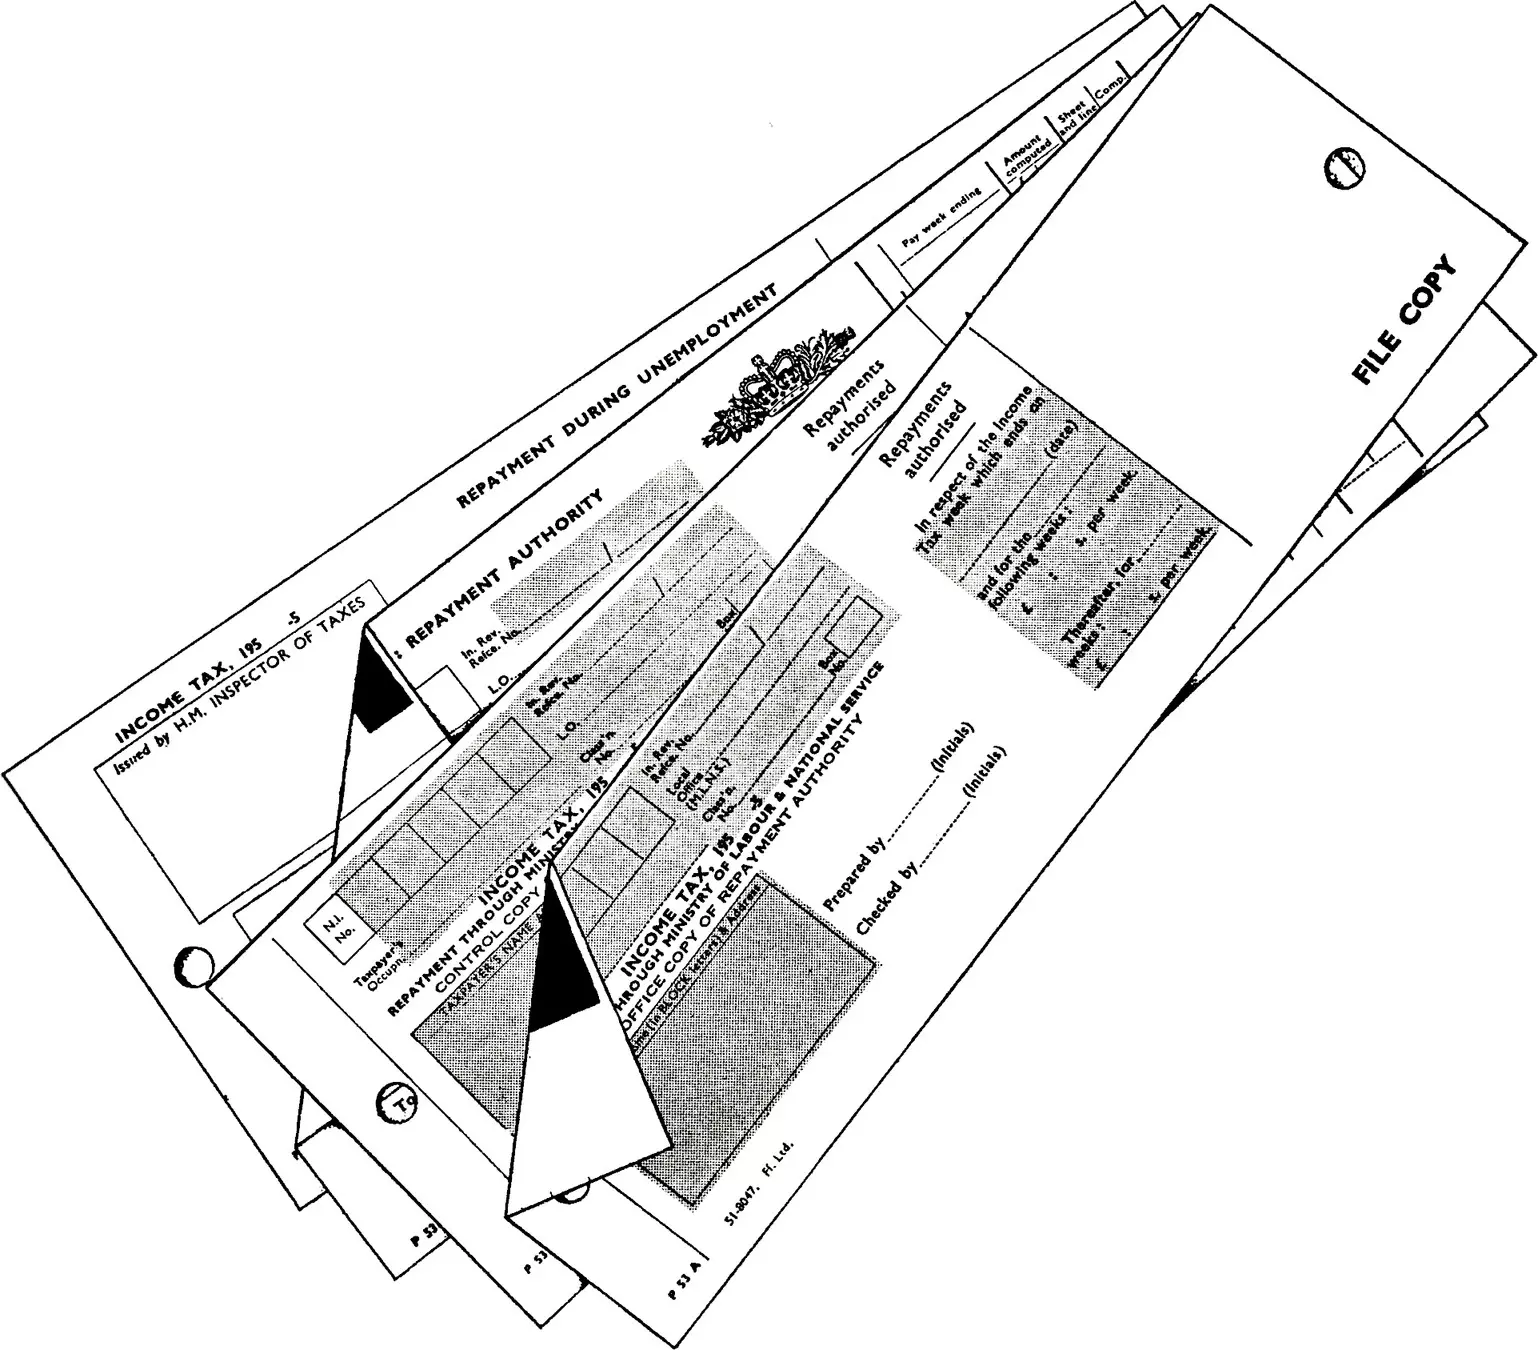 REPAYMENT DURING UNEMPLOYMENT
INCOME TAX, 195 -5
Issued by H.M. INSPECTOR OF TAXES
Pay week ending
Amount
computed
Sheet
and line
Comp.
£
: REPAYMENT AUTHORITY
In. Rev.
Refce. No.
L.O.
Repayments
authorised
P 53
N.I.
No.
Taxpayer's
Occupn.
In. Rev.
Refce. No.
L.O.
Class'n.
No.
Box
INCOME TAX, 195
REPAYMENT THROUGH MINISTRY
CONTROL COPY
TAXPAYER'S NAME
Repayments
authorised
To
P 53
FILE COPY
In respect of the Income
Tax week which ends on
(date)
and for the
following weeks:
£ : s. per week
Thereafter, for
weeks:
£ : s. per week.
In. Rev.
Refce. No.
Local
Office
(M.L.N.S.)
Class'n.
No.
Box
No.
INCOME TAX, 195 -5
HROUGH MINISTRY OF LABOUR & NATIONAL SERVICE
OFFICE COPY OF REPAYMENT AUTHORITY
(in BLOCK letters) & Address
Prepared by (Initials)
Checked by (Initials)
51-8047. Ff. Ltd.
P 53 A